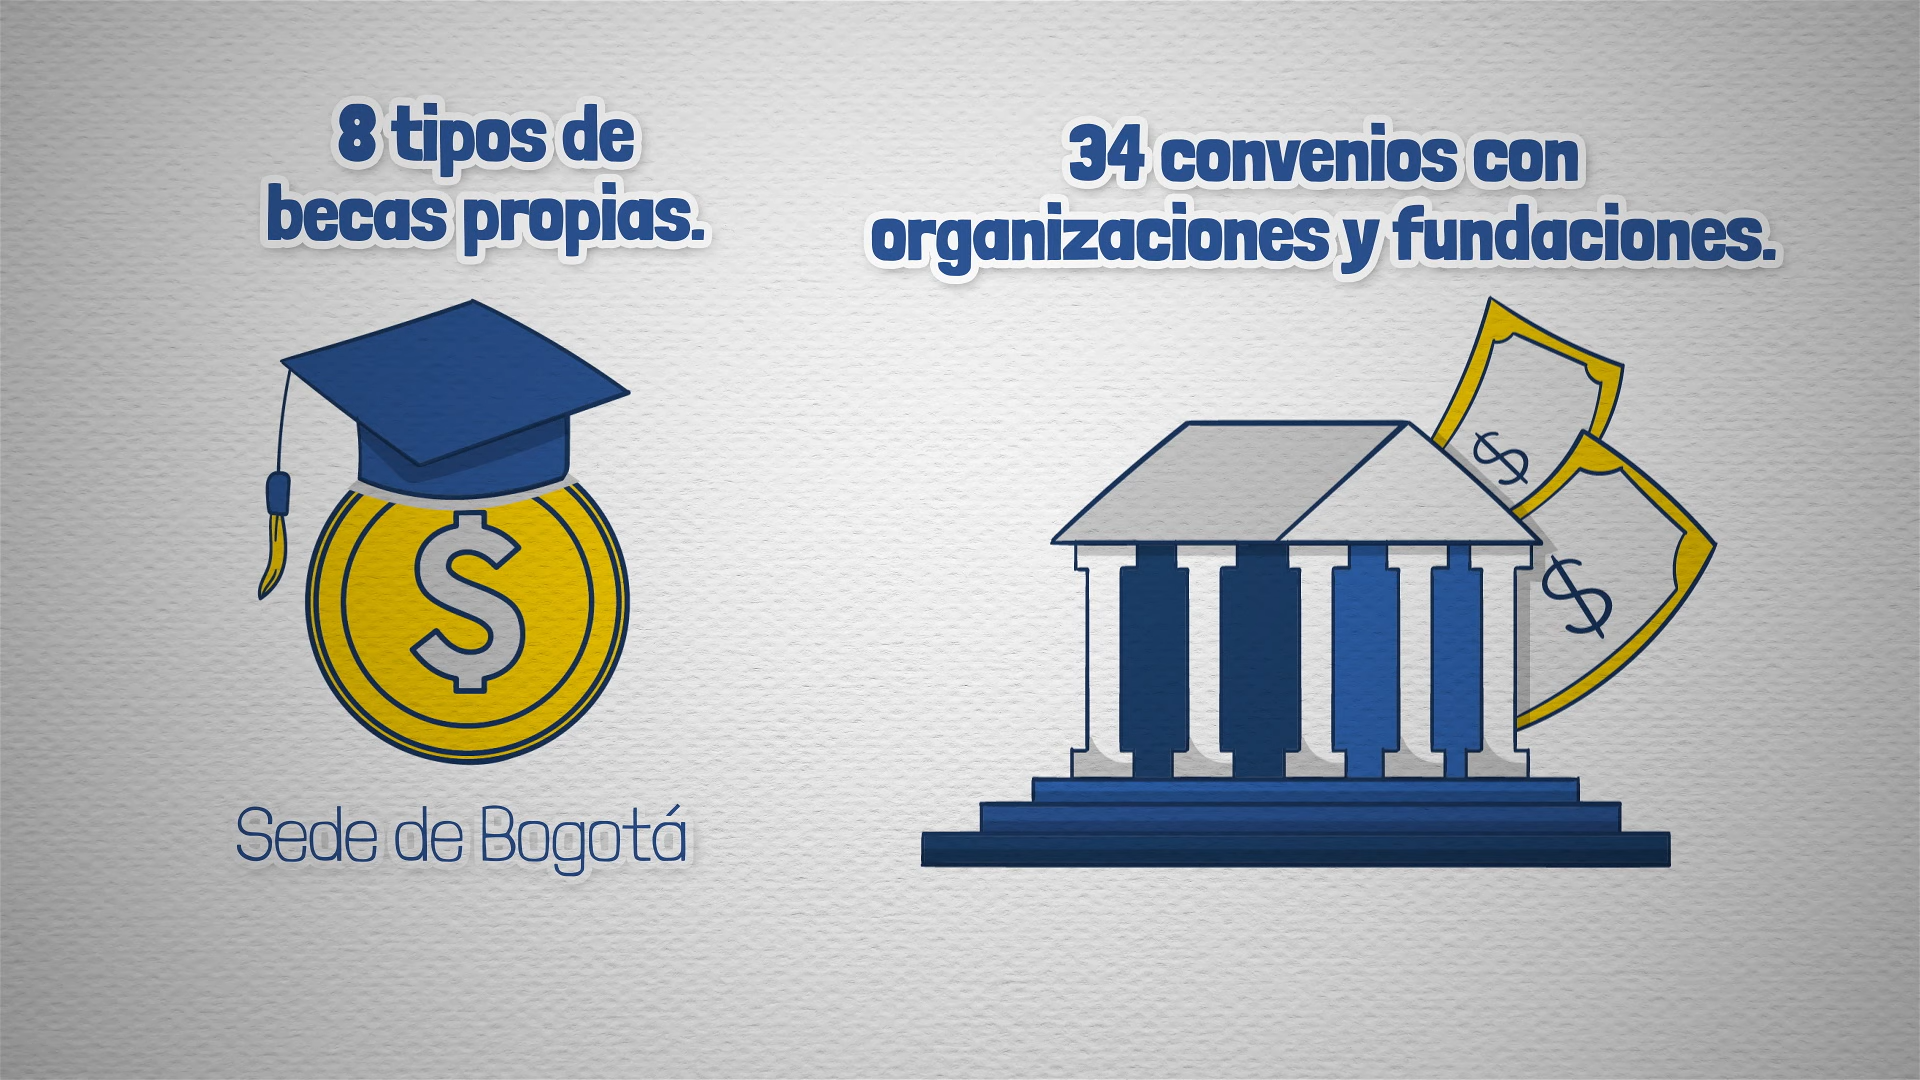 8 tipos de
becas propias.
34 convenios con
organizaciones y fundaciones.
$
$
$
Sede de Bogotá